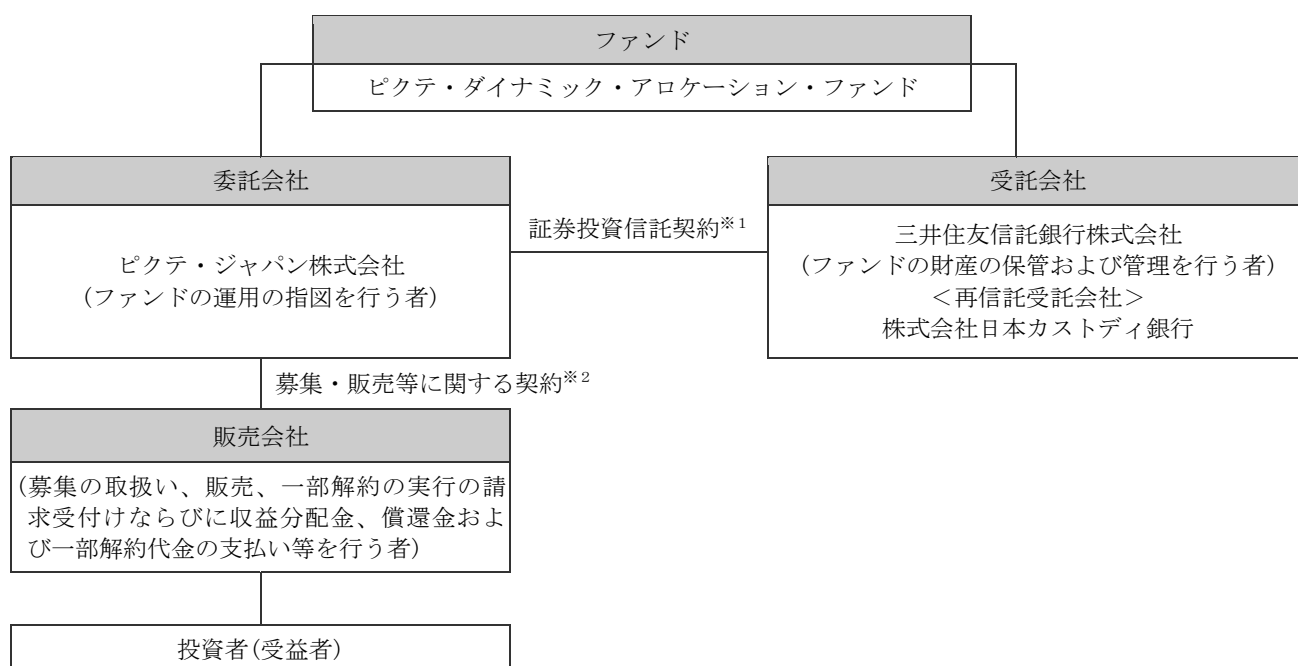 ファンド
ピクテ・ダイナミック・アロケーション・ファンド
委託会社
ピクテ・ジャパン株式会社
(ファンドの運用の指図を行う者)
証券投資信託契約※1
受託会社
三井住友信託銀行株式会社
(ファンドの財産の保管および管理を行う者)
<再信託受託会社>
株式会社日本カストディ銀行
募集・販売等に関する契約※2
販売会社
(募集の取扱い、販売、一部解約の実行の請
求受付けならびに収益分配金、償還金およ
び一部解約代金の支払い等を行う者)
投資者(受益者)